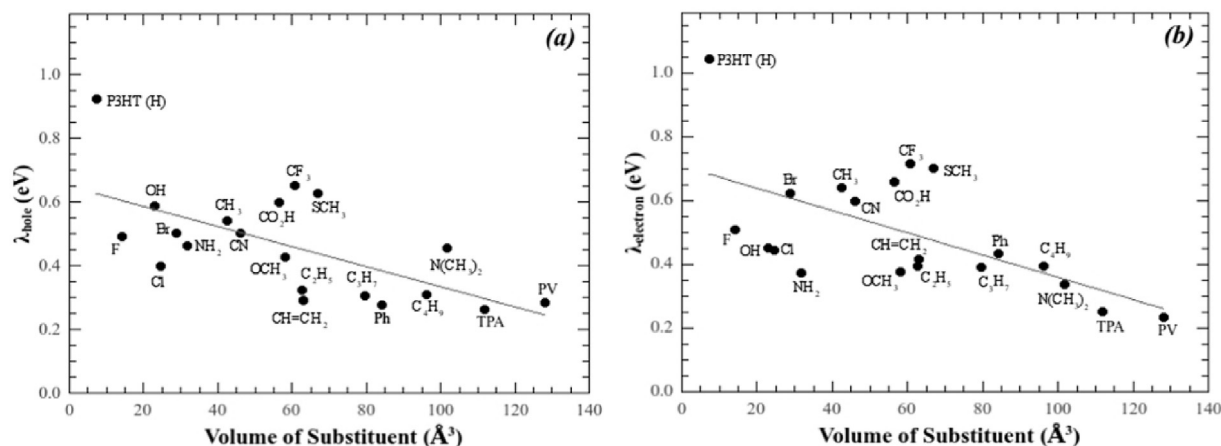 (a)
1.0
0.8
0.6
0.4
0.2
0.0
0 20 40 60 80 100 120 140
λhole (eV)
Volume of Substituent (Å³)
P3HT (H)
OH
F
Br
Cl
NH₂
CH₃
CN
CO₂H
CF₃
SCH₃
OCH₃
C₂H₅
CH=CH₂
C₃H₇
Ph
C₄H₉
N(CH₃)₂
TPA
PV
(b)
1.0
0.8
0.6
0.4
0.2
0.0
0 20 40 60 80 100 120 140
λelectron (eV)
Volume of Substituent (Å³)
P3HT (H)
Br
F
OH
Cl
NH₂
CH₃
CN
CO₂H
CF₃
SCH₃
CH=CH₂
OCH₃
C₂H₅
Ph
C₃H₇
C₄H₉
N(CH₃)₂
TPA
PV